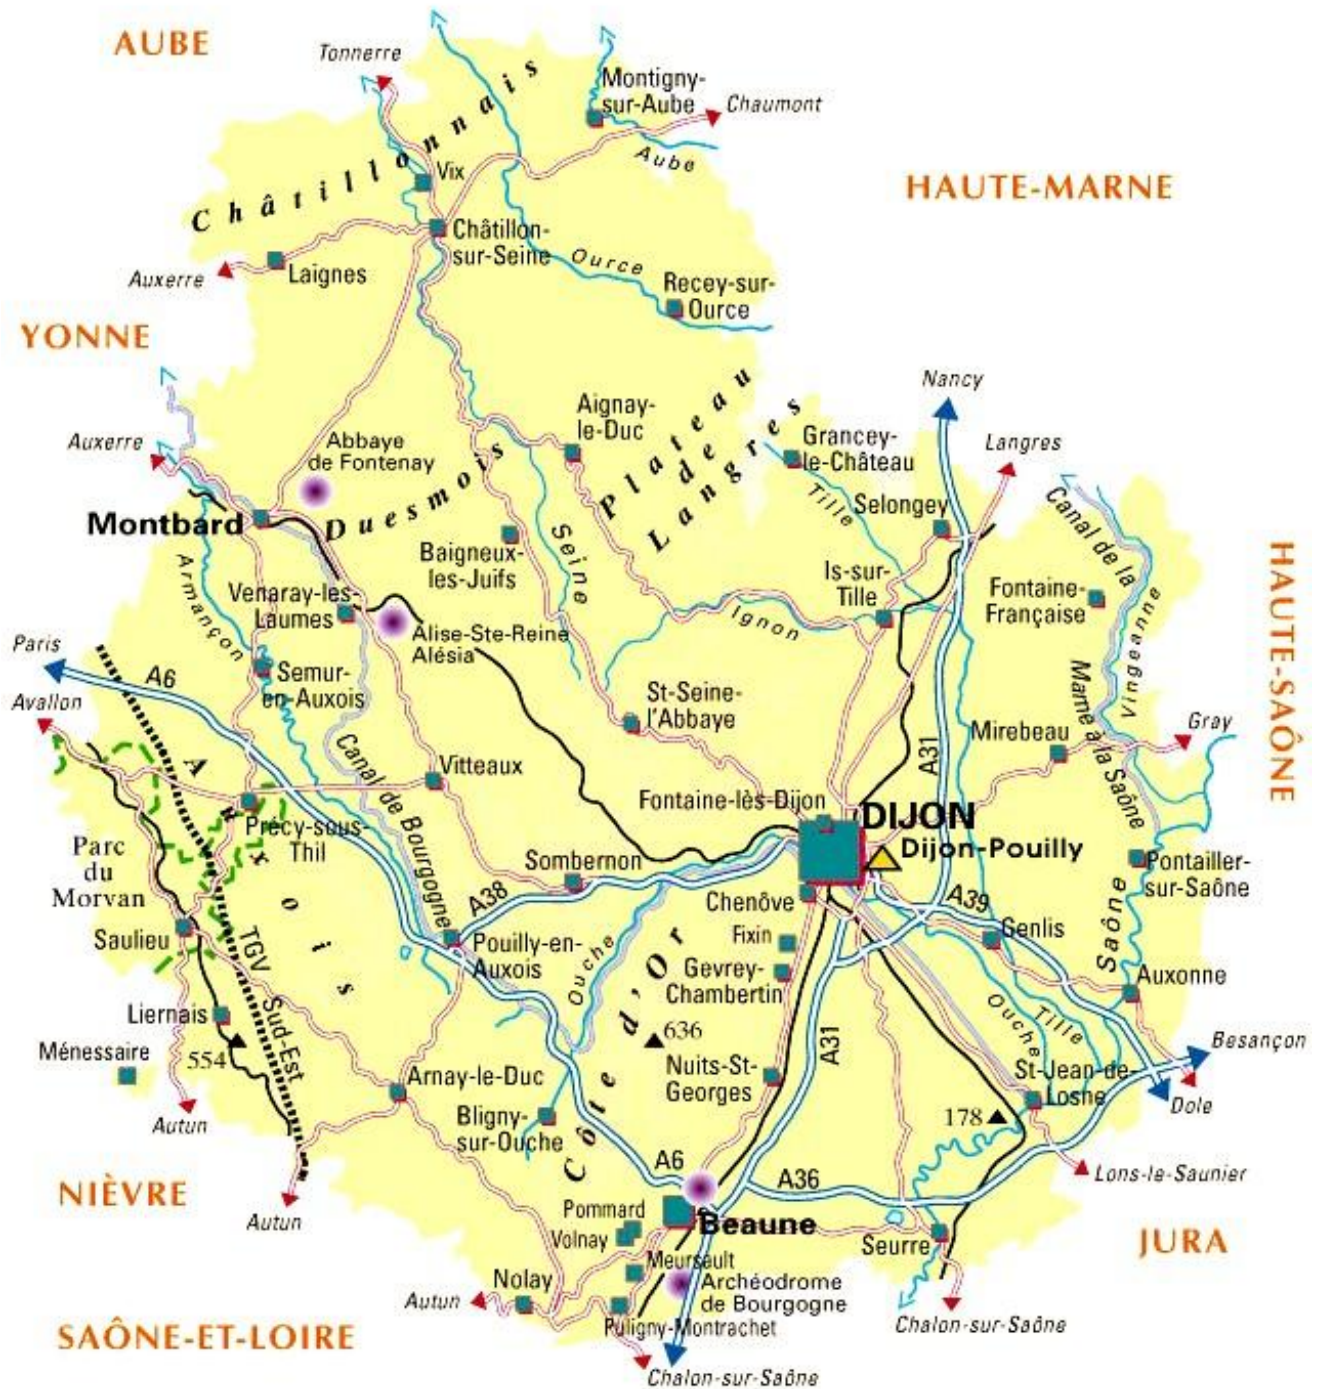 AUBE
Tonnerre
Châtillonnais
Montigny-
sur-Aube
Chaumont
Aube
HAUTE-MARNE
Vix
Châtillon-
sur-Seine
Auxerre
Laignes
Ource
Recey-sur-
Ource
YONNE
Nancy
Auxerre
Abbaye
de Fontenay
Aignay-
le-Duc
Plateau
de
Langres
Grancey-
le-Château
Langres
Tille
Selongey
Canal de la
Montbard
Duesmois
Baigneux-
les-Juifs
Seine
Armançon
Venaray-les-
Laumes
Is-sur-
Tille
Fontaine-
Française
HAUTE-SAÔNE
Alise-Ste-Reine
Alésia
Ignon
Vingeanne
Paris
A6
Semur-
en-Auxois
Avallon
St-Seine-
l'Abbaye
Marne à la Saône
Gray
A31
Mirebeau
Auxois
Canal de Bourgogne
Vitteaux
Précy-sous-
Thil
Fontaine-lès-Dijon
DIJON
Dijon-Pouilly
Parc
du
Morvan
Sombernon
Pontailler-
sur-Saône
A38
Chenôve
A39
Saône
Saulieu
TGV
Sud-Est
Pouilly-en-
Auxois
Ouche
Fixin
Genlis
Gevrey-
Chambertin
Auxonne
Liernais
Côte d'Or
636
A31
Ouche
Tille
Besançon
Ménessaire
554
Arnay-le-Duc
Nuits-St-
Georges
St-Jean-de-
Losne
Dole
Autun
Bligny-
sur-Ouche
178
A6
A36
Lons-le-Saunier
NIÈVRE
Autun
Pommard
Beaune
Volnay
Seurre
JURA
Meursault
Autun
Nolay
Archéodrome
de Bourgogne
Puligny-Montrachet
Chalon-sur-Saône
SAÔNE-ET-LOIRE
Chalon-sur-Saône